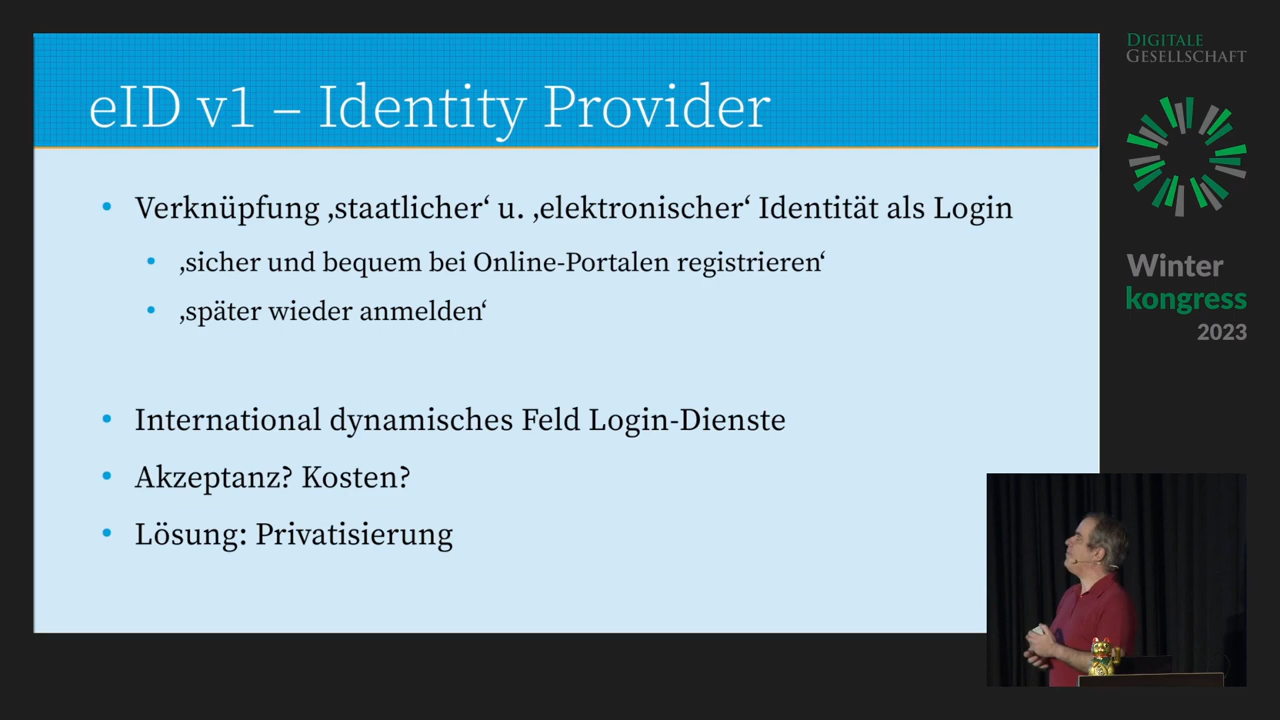 eID v1 – Identity Provider
• Verknüpfung ‚staatlicher‘ u. ‚elektronischer‘ Identität als Login
• ‚sicher und bequem bei Online-Portalen registrieren‘
• ‚später wieder anmelden‘
• International dynamisches Feld Login-Dienste
• Akzeptanz? Kosten?
• Lösung: Privatisierung
DIGITALE
GESELLSCHAFT
Winter
kongress
2023